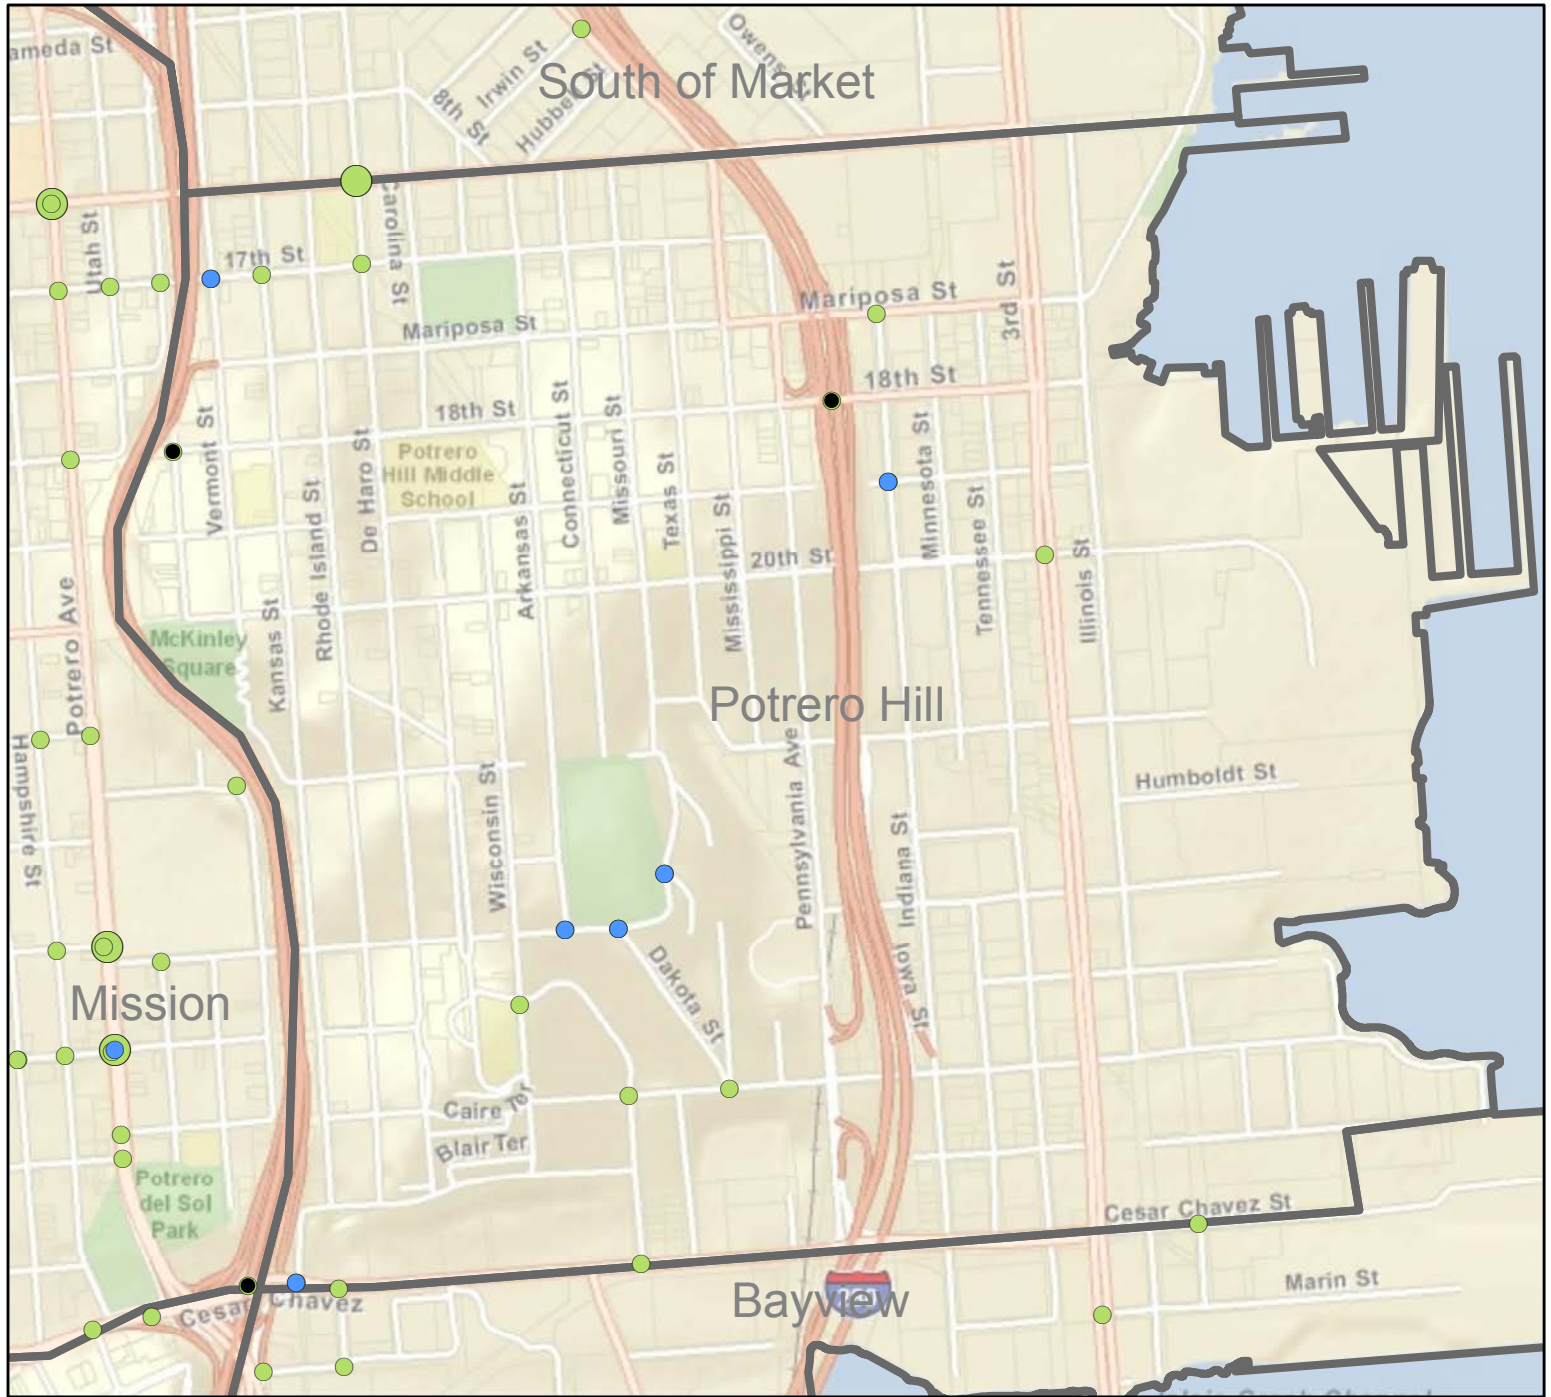 ameda St
Irwin St
Owens St
South of Market
8th St
Hubbell St
Utah St
Carolina St
17th St
3rd St
Mariposa St
Mariposa St
18th St
18th St
Vermont St
Connecticut St
Missouri St
Minnesota St
De Haro St
Potrero
Hill Middle
School
Texas St
Rhode Island St
Arkansas St
Mississippi St
Tennessee St
20th St
Illinois St
Potrero Ave
Kansas St
McKinley
Square
Potrero Hill
Hampshire St
Wisconsin St
Pennsylvania Ave
Humboldt St
Indiana St
Iowa St
Dakota St
Mission
Caire Ter
Blair Ter
Potrero
del Sol
Park
Cesar Chavez St
Cesar Chavez
Bayview
Marin St